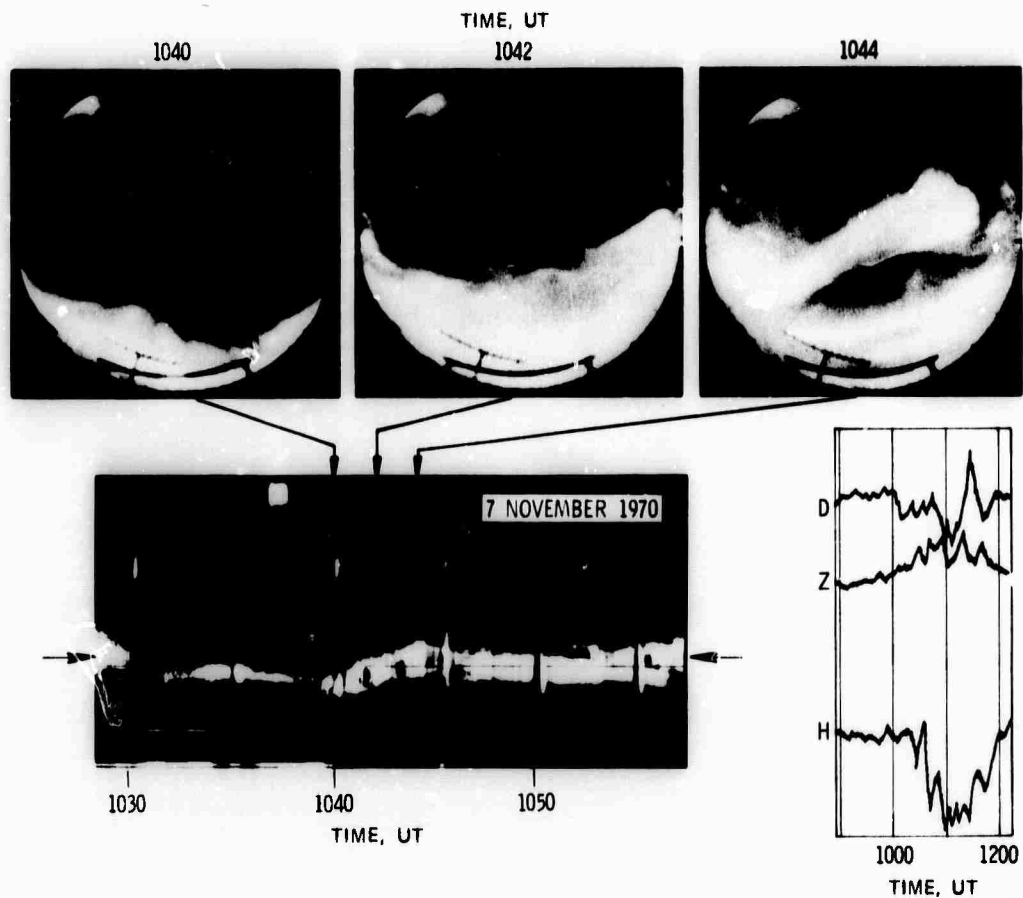 TIME, UT
1040 1042 1044
7 NOVEMBER 1970
D
Z
H
1030 1040 1050
TIME, UT
1000 1200
TIME, UT